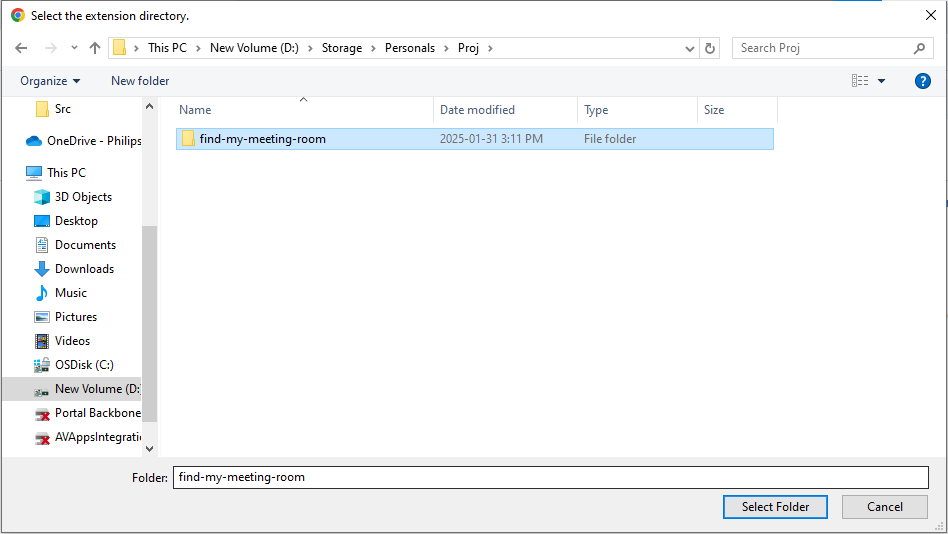 Select the extension directory.
This PC > New Volume (D:) > Storage > Personals > Proj >
Search Proj
Organize
New folder
Name
Date modified
Type
Size
Src
OneDrive - Philips
This PC
3D Objects
Desktop
Documents
Downloads
Music
Pictures
Videos
OSDisk (C:)
New Volume (D:
Portal Backbone
AVAppsIntegratio
find-my-meeting-room
2025-01-31 3:11 PM
File folder
Folder:
find-my-meeting-room
Select Folder
Cancel